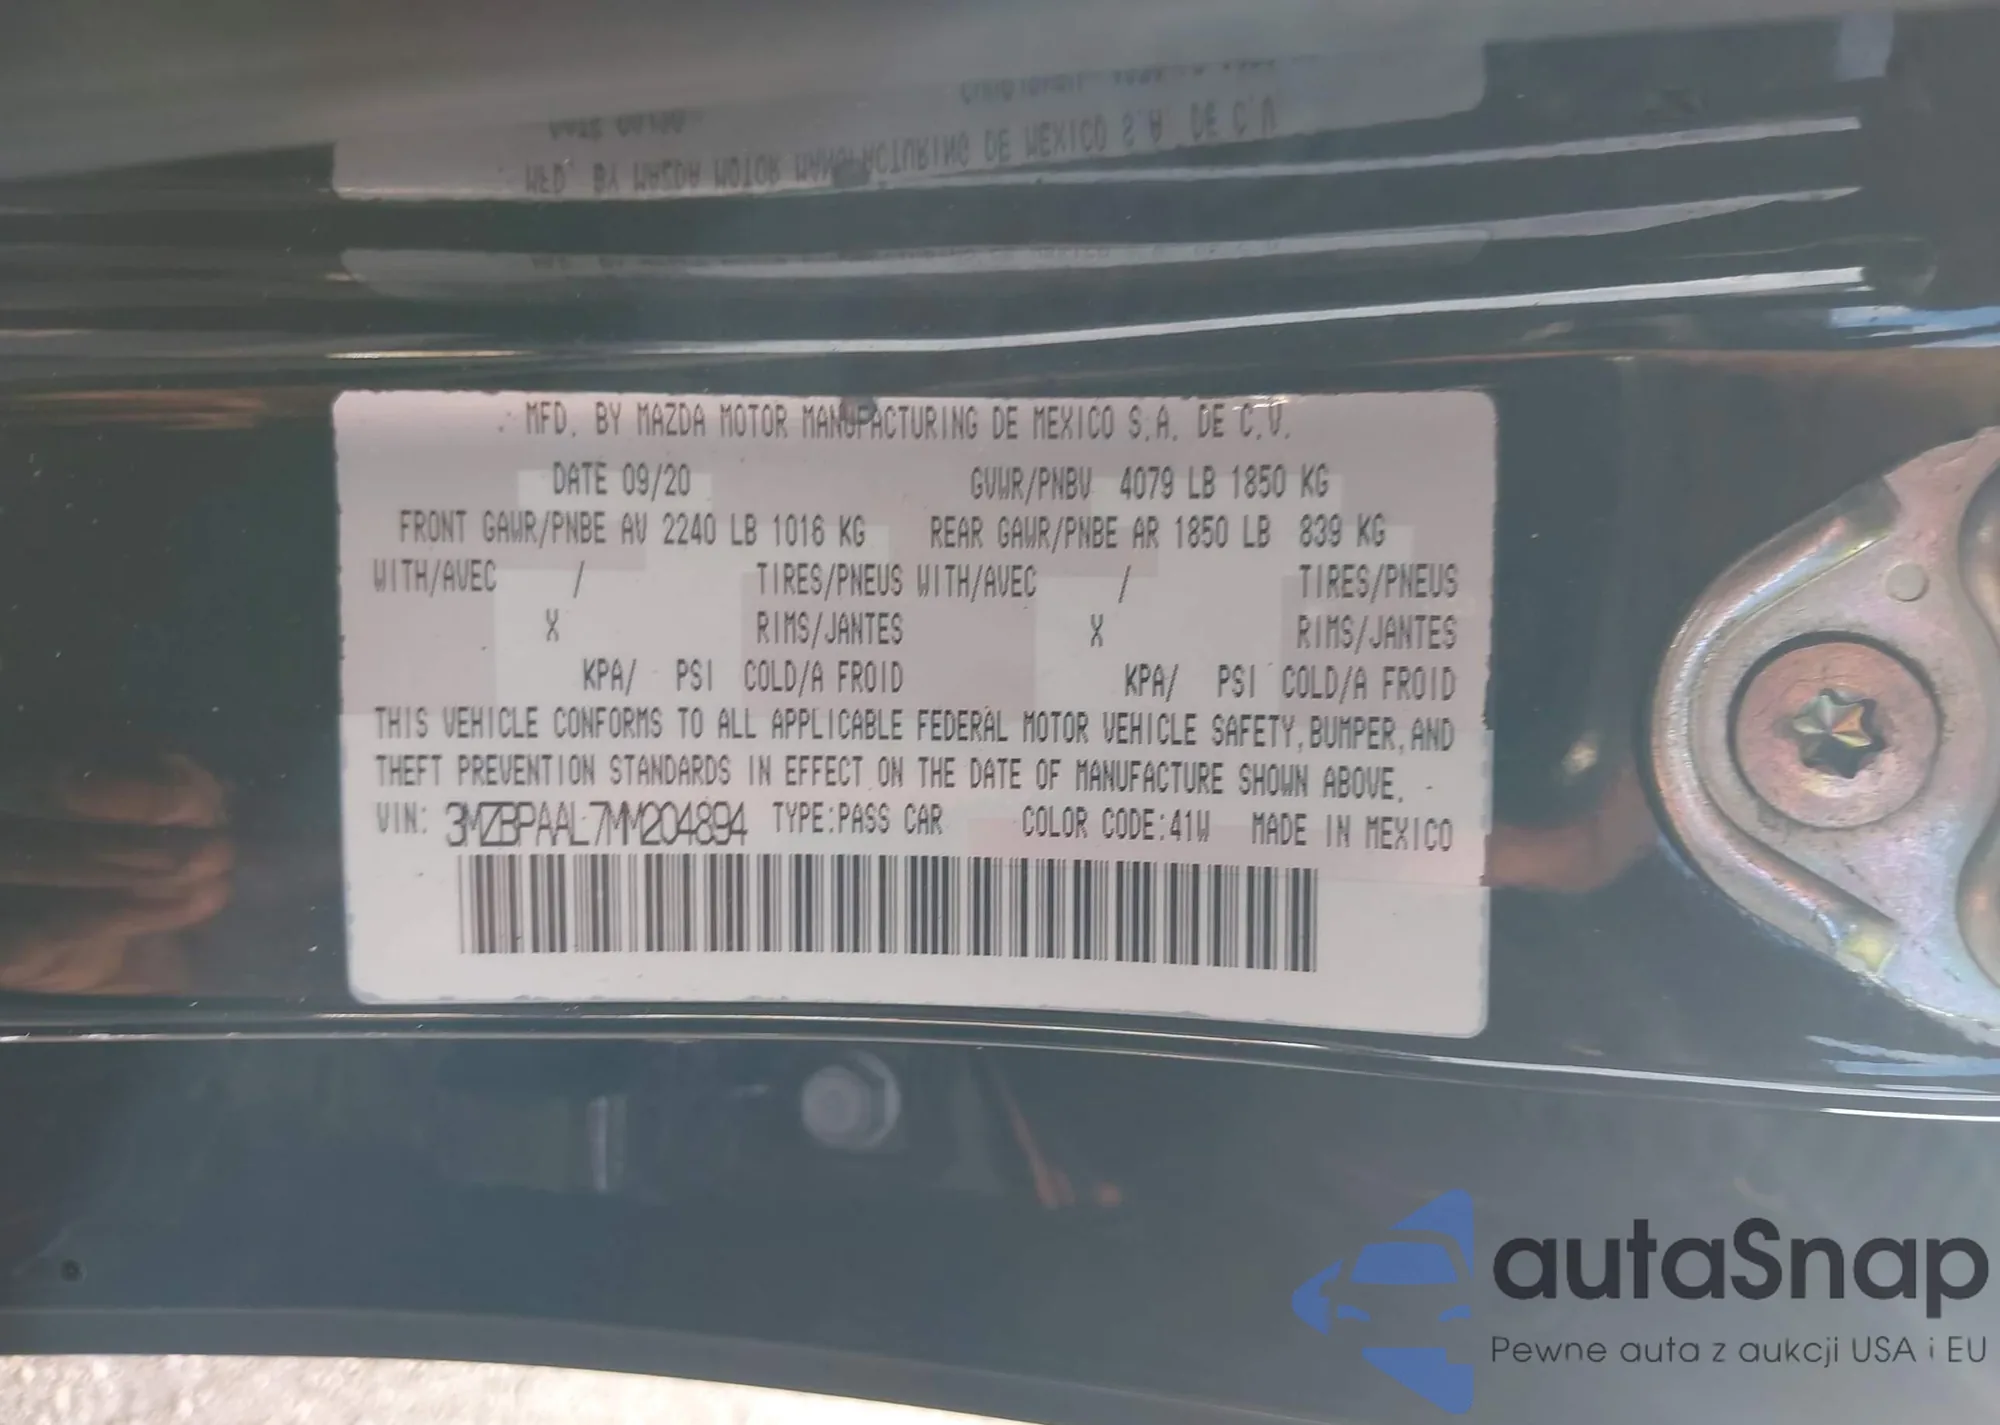 MFD. BY MAZDA MOTOR MANUFACTURING DE MEXICO S.A. DE C.V.
DATE 09/20 GVWR/PNBV 4079 LB 1850 KG
FRONT GAWR/PNBE AV 2240 LB 1016 KG REAR GAWR/PNBE AR 1850 LB 839 KG
WITH/AVEC / TIRES/PNEUS WITH/AVEC / TIRES/PNEUS
X RIMS/JANTES X RIMS/JANTES
KPA/ PSI COLD/A FROID KPA/ PSI COLD/A FROID
THIS VEHICLE CONFORMS TO ALL APPLICABLE FEDERAL MOTOR VEHICLE SAFETY, BUMPER, AND
THEFT PREVENTION STANDARDS IN EFFECT ON THE DATE OF MANUFACTURE SHOWN ABOVE.
VIN: 3MZBPAAL7MM204894 TYPE:PASS CAR COLOR CODE:41W MADE IN MEXICO
autaSnap
Pewne auta z aukcji USA i EU